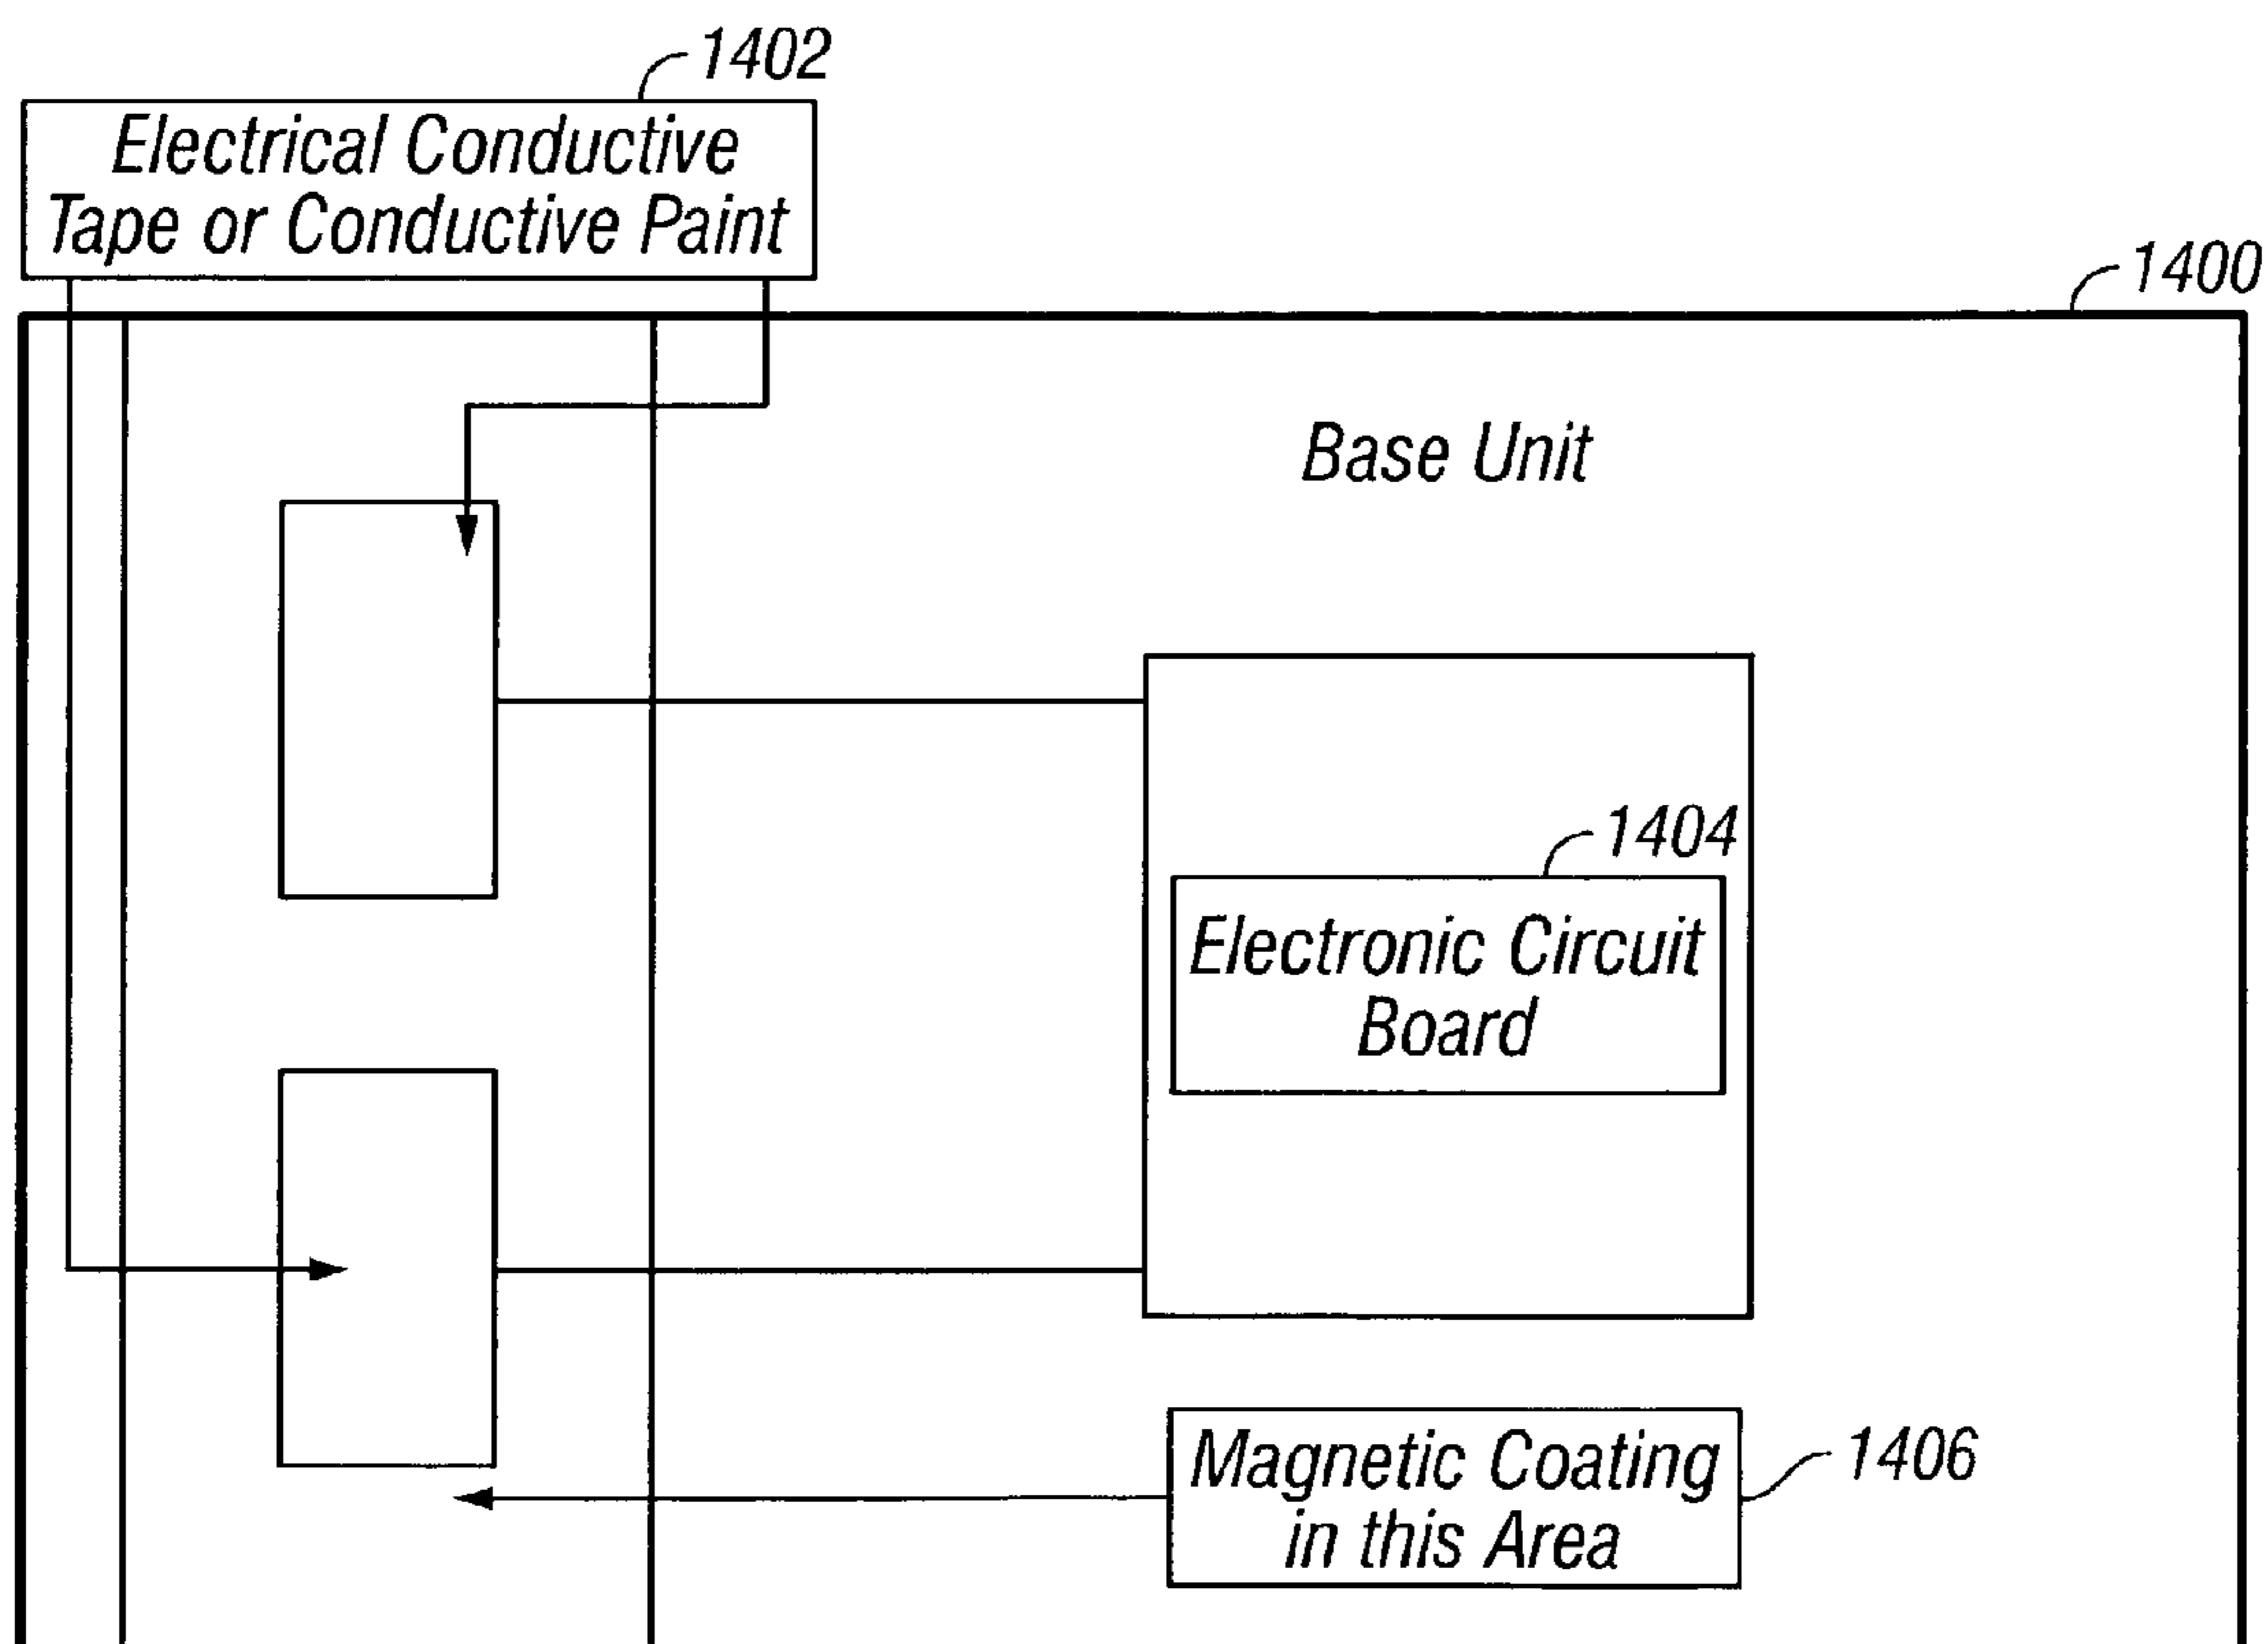 1402
Electrical Conductive
Tape or Conductive Paint
1400
Base Unit
1404
Electronic Circuit
Board
Magnetic Coating
in this Area
1406